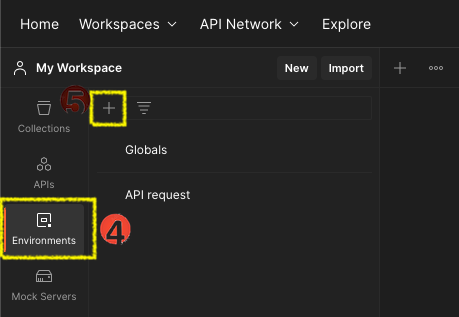 Home Workspaces API Network Explore
My Workspace New Import
5
Collections
Globals
APIs
API request
4
Environments
Mock Servers